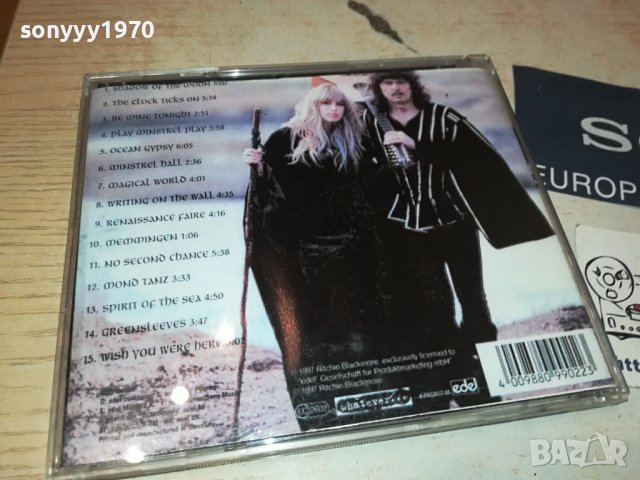 sonyyy1970
1. SHADOW OF THE MOON 5:07
2. THE CLOCK TICKS ON 5:14
3. BE MINE TONIGHT 2:51
4. PLAY MINSTREL PLAY 3:58
5. OCEAN GYPSY 6:05
6. MINSTREL HALL 2:36
7. MAGICAL WORLD 4:01
8. WRITING ON THE WALL 4:35
9. RENAISSANCE FAIRE 4:16
10. MEMMINGEN 1:06
11. NO SECOND CHANCE 5:38
12. MOND TANZ 3:33
13. SPIRIT OF THE SEA 4:50
14. GREENSLEEVES 3:47
15. WISH YOU WERE HERE
℗ 1997 Ritchie Blackmore, exclusively licensed to
"edel" Gesellschaft für Produktmarketing mbH
1997 Ritchie Blackmore
whatever...
A PROJECT OF edel
4 009880 990223
EUROP
BAZAR.bg